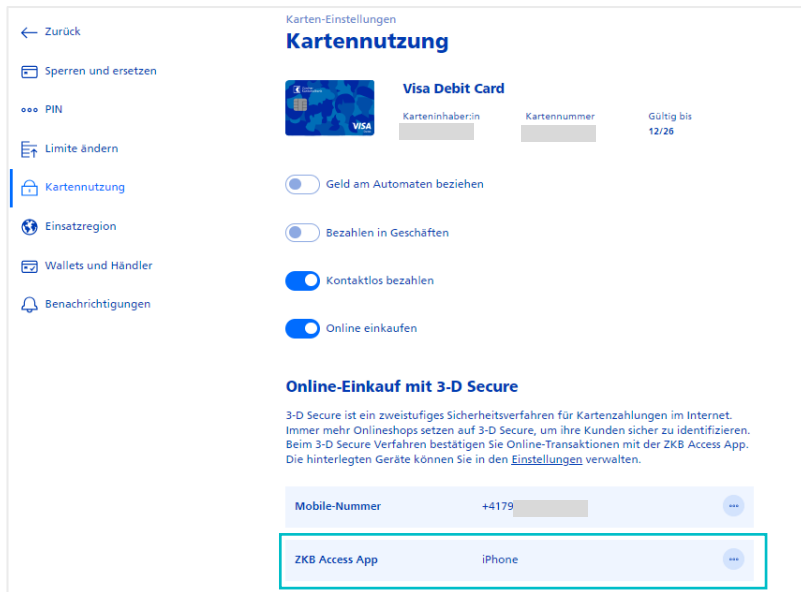 Zurück
Sperren und ersetzen
PIN
Limite ändern
Kartennutzung
Einsatzregion
Wallets und Händler
Benachrichtigungen
Karten-Einstellungen
Kartennutzung
VISA
Visa Debit Card
Karteninhaber:in Kartennummer Gültig bis
12/26
Geld am Automaten beziehen
Bezahlen in Geschäften
Kontaktlos bezahlen
Online einkaufen
Online-Einkauf mit 3-D Secure
3-D Secure ist ein zweistufiges Sicherheitsverfahren für Kartenzahlungen im Internet.
Immer mehr Onlineshops setzen auf 3-D Secure, um ihre Kunden sicher zu identifizieren.
Beim 3-D Secure Verfahren bestätigen Sie Online-Transaktionen mit der ZKB Access App.
Die hinterlegten Geräte können Sie in den Einstellungen verwalten.
Mobile-Nummer +4179
ZKB Access App iPhone